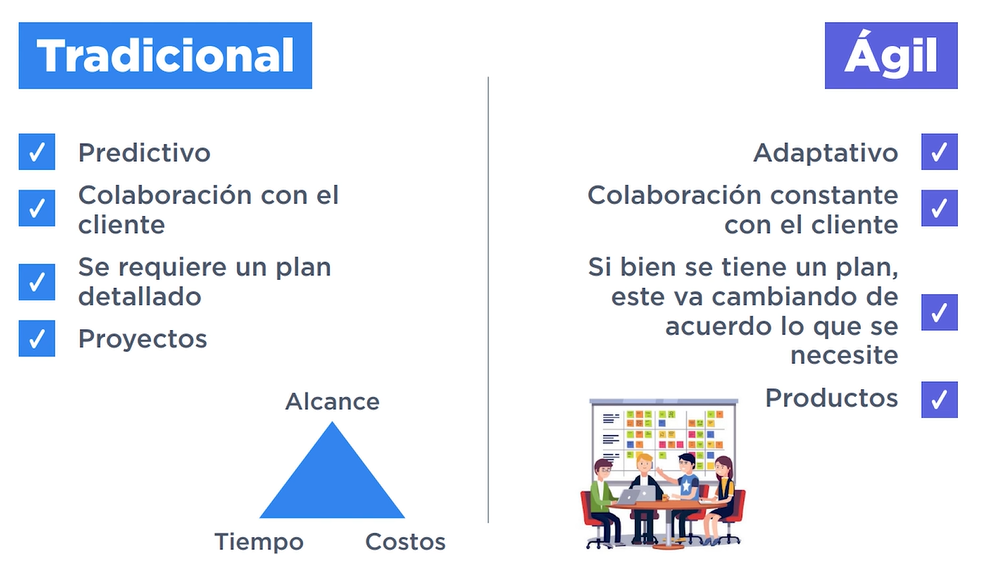 Tradicional
Predictivo
Colaboración con el
cliente
Se requiere un plan
detallado
Proyectos
Alcance
Tiempo
Costos
Ágil
Adaptativo
Colaboración constante
con el cliente
Si bien se tiene un plan,
este va cambiando de
acuerdo lo que se
necesite
Productos